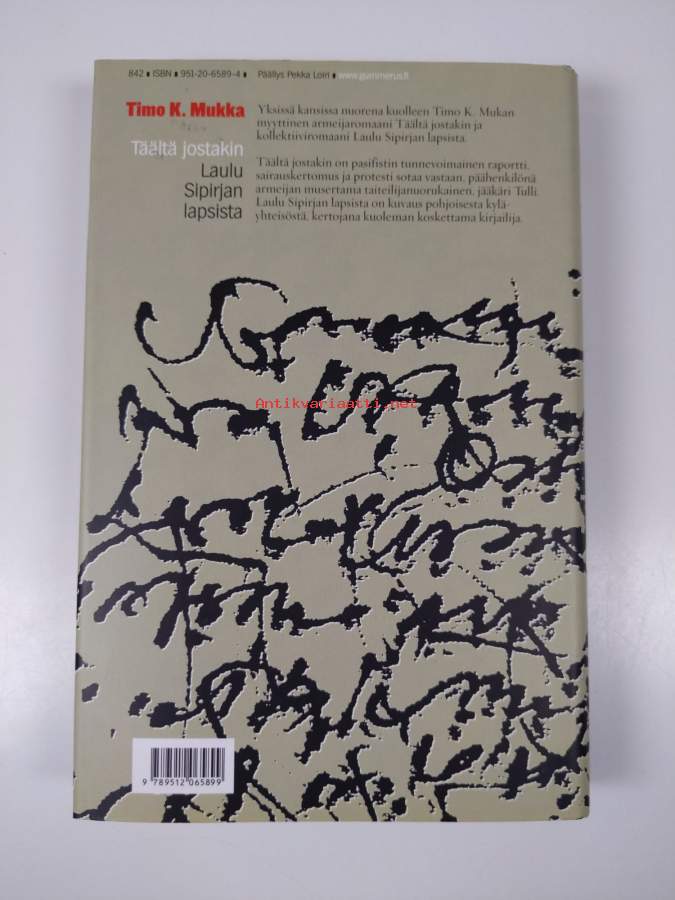 842 ▮ ISBN ▮ 951-20-6589-4 ▮ Päällys Pekka Loiri ▮ www.gummerus.fi
Timo K. Mukka
Täältä jostakin
Laulu
Sipirjan
lapsista
Yksissä kansissa nuorena kuolleen Timo K. Mukan
myyttinen armeijaromaani Täältä jostakin ja
kollektiiviromaani Laulu Sipirjan lapsista.
Täältä jostakin on pasifistin tunnevoimainen raportti,
sairauskertomus ja protesti sotaa vastaan, päähenkilönä
armeijan musertama taiteilijanuorukainen, jääkäri Tulli.
Laulu Sipirjan lapsista on kuvaus pohjoisesta kylä-
yhteisöstä, kertojana kuoleman koskettama kirjailija.
Antikvariaatti.net
9 789512 065899